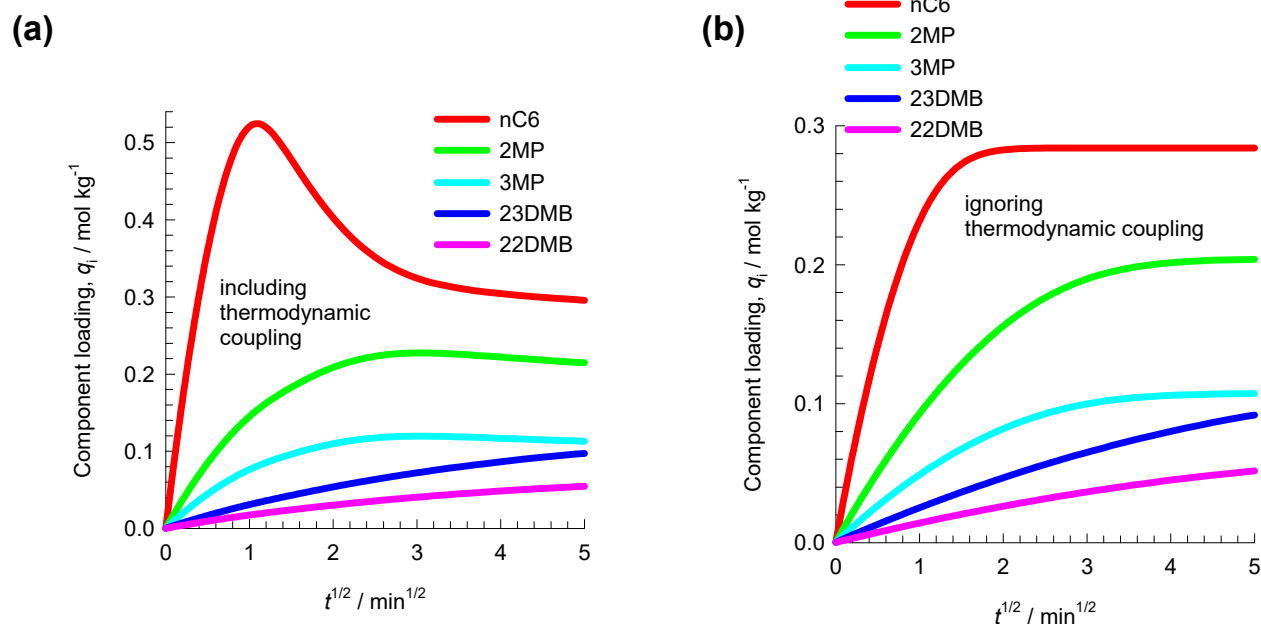 (a)
nC6
2MP
3MP
23DMB
22DMB
including
thermodynamic
coupling
Component loading, qi / mol kg-1
0.5
0.4
0.3
0.2
0.1
0.0
0 1 2 3 4 5
t1/2 / min1/2
(b)
nC6
2MP
3MP
23DMB
22DMB
ignoring
thermodynamic coupling
Component loading, qi / mol kg-1
0.3
0.2
0.1
0.0
0 1 2 3 4 5
t1/2 / min1/2